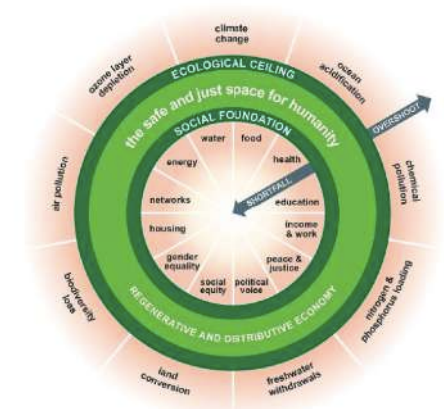 climate
change
ocean
acidification
chemical
pollution
nitrogen &
phosphorus loading
freshwater
withdrawals
land
conversion
biodiversity
loss
air pollution
ozone layer
depletion
ECOLOGICAL CEILING
the safe and just space for humanity
SOCIAL FOUNDATION
OVERSHOOT
SHORTFALL
water
food
health
education
income
& work
peace &
justice
political
voice
social
equity
gender
equality
housing
networks
energy
REGENERATIVE AND DISTRIBUTIVE ECONOMY